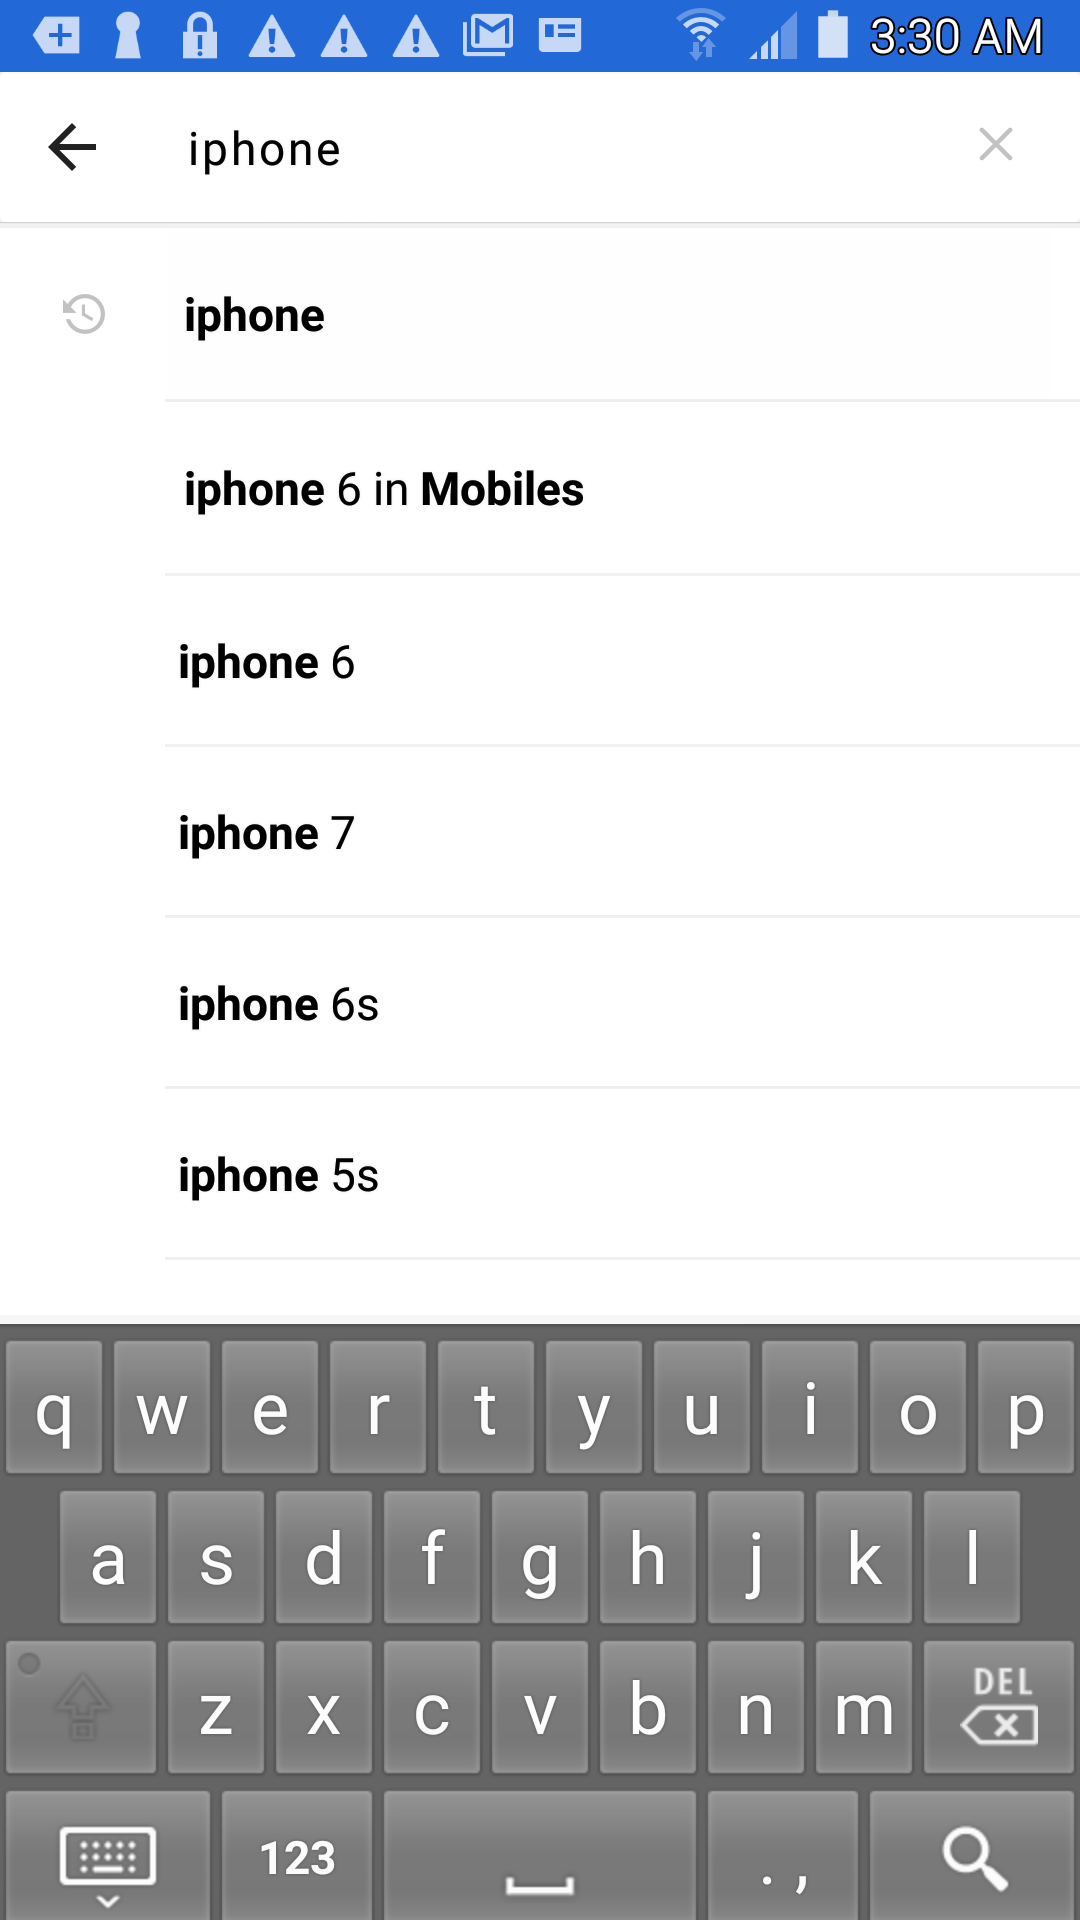 3:30 AM
iphone
iphone
iphone 6 in Mobiles
iphone 6
iphone 7
iphone 6s
iphone 5s
q w e r t y u i o p
a s d f g h j k l
z x c v b n m DEL
123 . ,